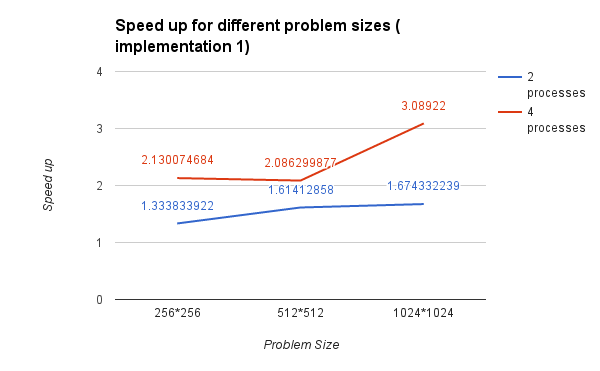 Speed up for different problem sizes (
implementation 1)
4
3
2
1
0
Speed up
2.130074684
2.086299877
3.08922
1.333833922
1.61412858
1.674332239
256*256
512*512
1024*1024
Problem Size
2
processes
4
processes